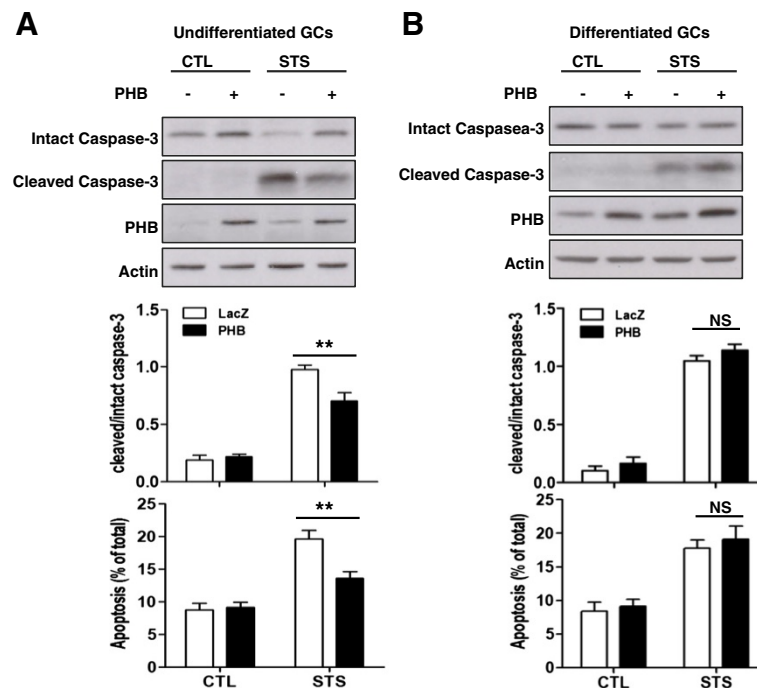 A
Undifferentiated GCs
CTL STS
PHB - + - +
Intact Caspase-3
Cleaved Caspase-3
PHB
Actin
1.5
1.0
0.5
0.0
cleaved/intact caspase-3
LacZ
PHB
**
25
20
15
10
5
0
Apoptosis (% of total)
**
CTL STS
B
Differentiated GCs
CTL STS
PHB - + - +
Intact Caspasea-3
Cleaved Caspase-3
PHB
Actin
1.5
1.0
0.5
0.0
cleaved/intact caspase-3
LacZ
PHB
NS
25
20
15
10
5
0
Apoptosis (% of total)
NS
CTL STS